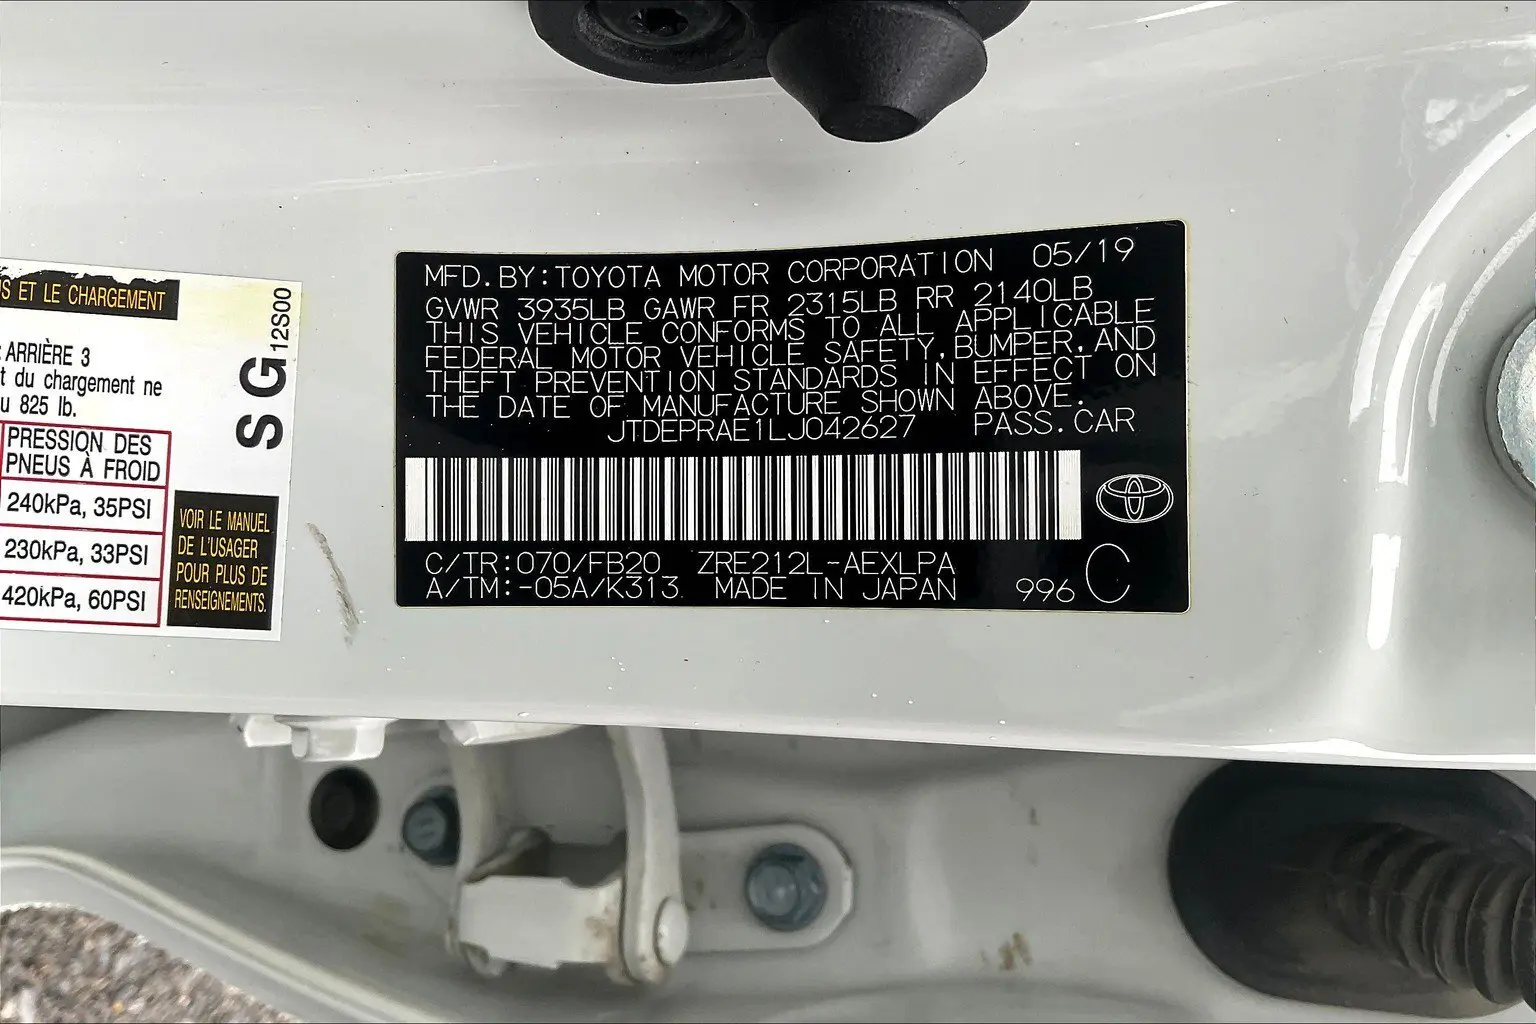 S ET LE CHARGEMENT
ARRIÈRE 3
t du chargement ne
u 825 lb.
PRESSION DES
PNEUS À FROID
240kPa, 35PSI
230kPa, 33PSI
420kPa, 60PSI
SG12S00
VOIR LE MANUEL
DE L'USAGER
POUR PLUS DE
RENSEIGNEMENTS.
MFD.BY:TOYOTA MOTOR CORPORATION 05/19
GVWR 3935LB GAWR FR 2315LB RR 2140LB
THIS VEHICLE CONFORMS TO ALL APPLICABLE
FEDERAL MOTOR VEHICLE SAFETY,BUMPER,AND
THEFT PREVENTION STANDARDS IN EFFECT ON
THE DATE OF MANUFACTURE SHOWN ABOVE.
JTDEPRAE1LJ042627 PASS.CAR
C/TR:070/FB20 ZRE212L-AEXLPA
A/TM:-05A/K313 MADE IN JAPAN 996 C